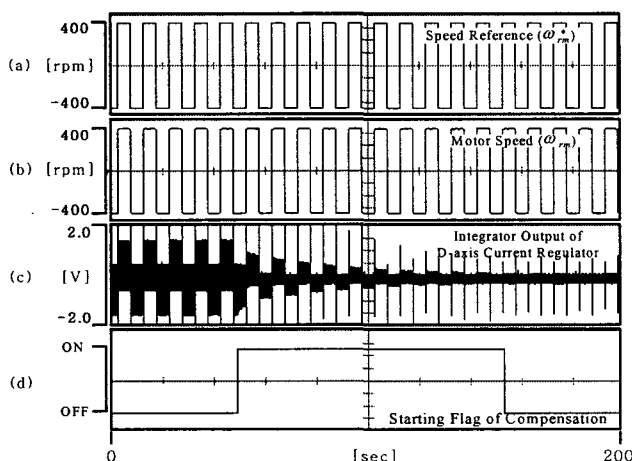 400
Speed Reference (ω*rm)
(a) [rpm]
-400
400
Motor Speed (ωrm)
(b) [rpm]
-400
2.0
Integrator Output of
D-axis Current Regulator
(c) [V]
-2.0
ON
(d)
OFF
Starting Flag of Compensation
0 [sec] 200